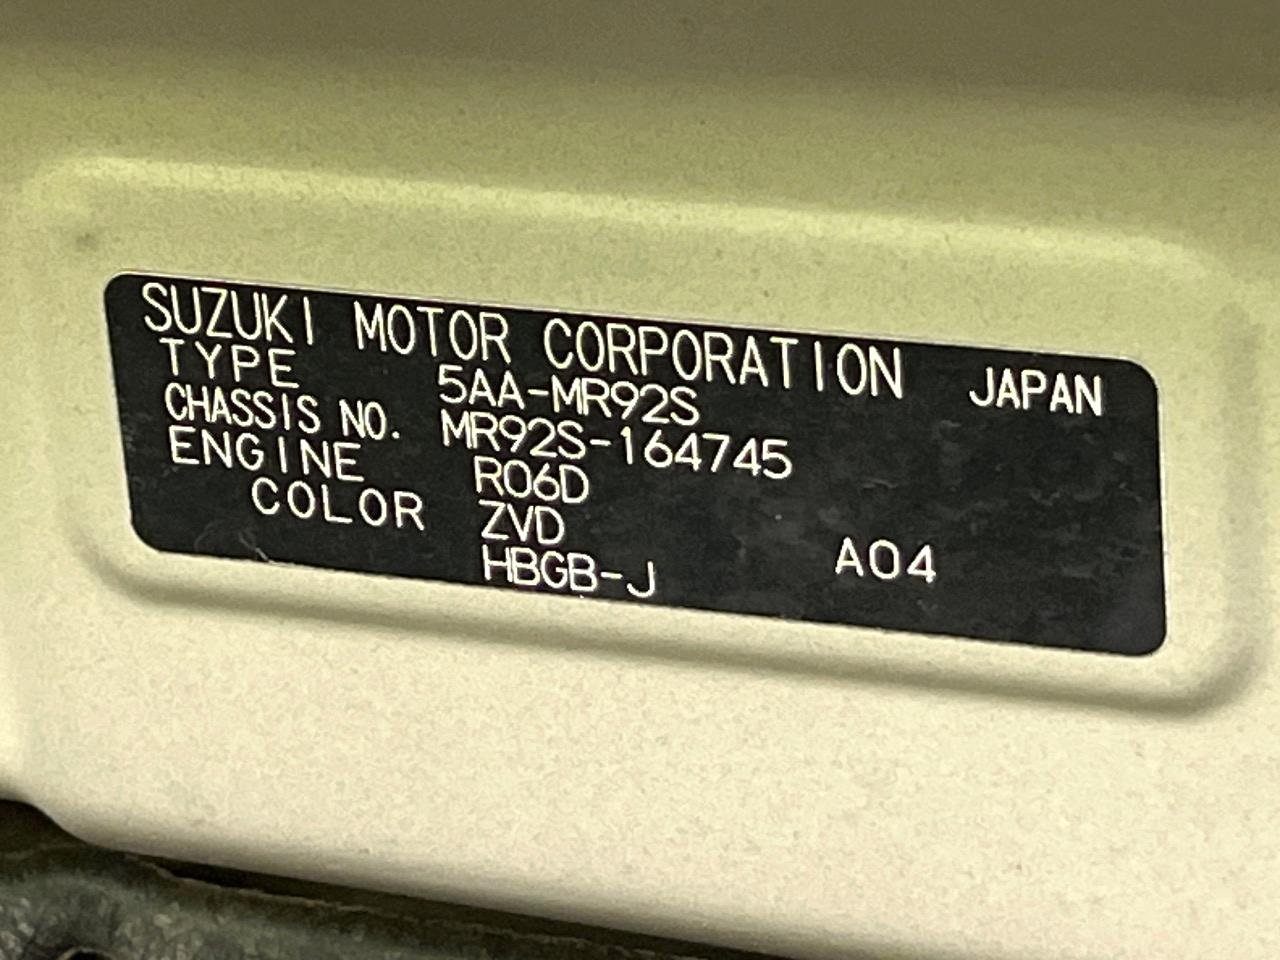 SUZUKI MOTOR CORPORATION JAPAN
TYPE 5AA-MR92S
CHASSIS NO. MR92S-164745
ENGINE R06D
COLOR ZVD
HBGB-J A04